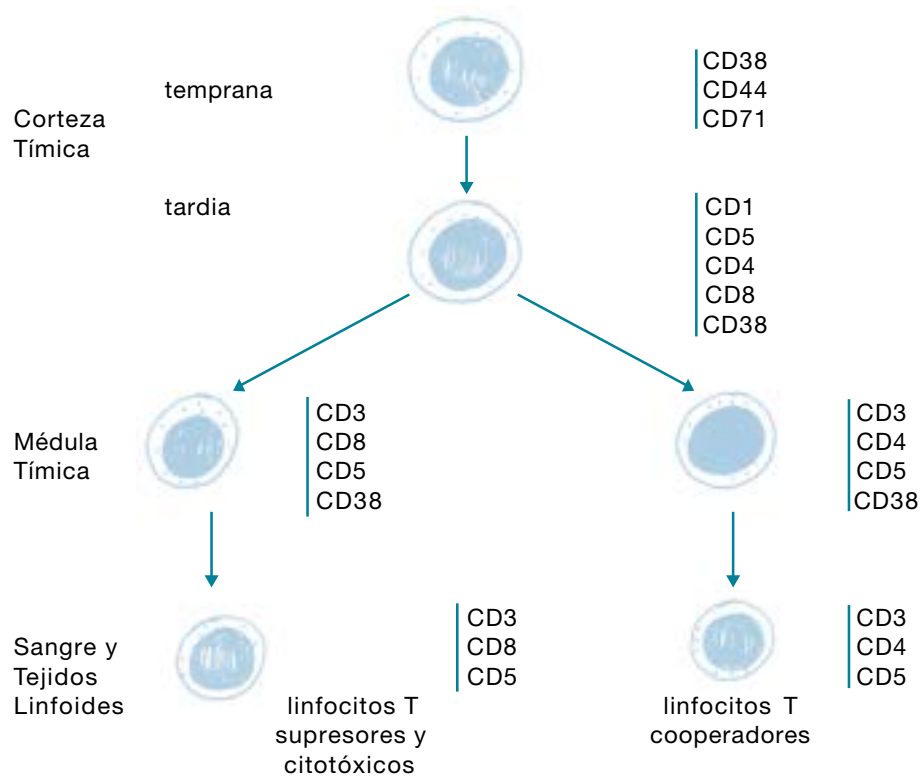 temprana
Corteza
Tímica
CD38
CD44
CD71
tardia
CD1
CD5
CD4
CD8
CD38
Médula
Tímica
CD3
CD8
CD5
CD38
CD3
CD4
CD5
CD38
Sangre y
Tejidos
Linfoides
CD3
CD8
CD5
linfocitos T
supresores y
citotóxicos
CD3
CD4
CD5
linfocitos T
cooperadores